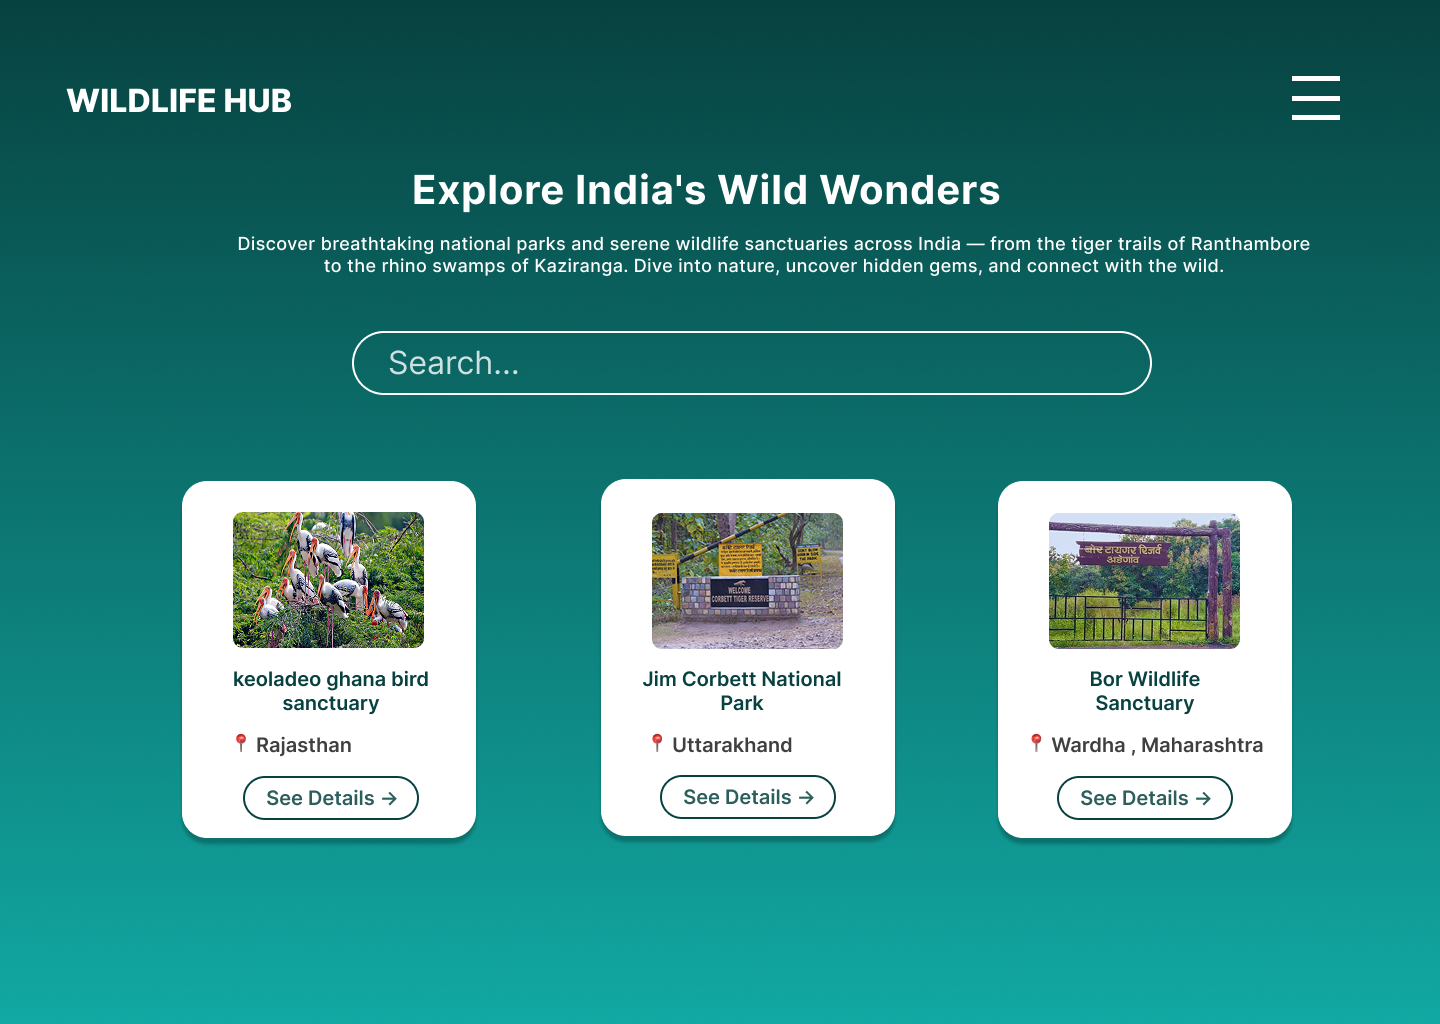 WILDLIFE HUB
Explore India's Wild Wonders
Discover breathtaking national parks and serene wildlife sanctuaries across India — from the tiger trails of Ranthambore
to the rhino swamps of Kaziranga. Dive into nature, uncover hidden gems, and connect with the wild.
Search...
WELCOME
CORBETT TIGER RESERVE
बोर टायगर रिजर्व
अडेगांव
keoladeo ghana bird
sanctuary
Jim Corbett National
Park
Bor Wildlife
Sanctuary
Rajasthan
Uttarakhand
Wardha , Maharashtra
See Details →
See Details →
See Details →